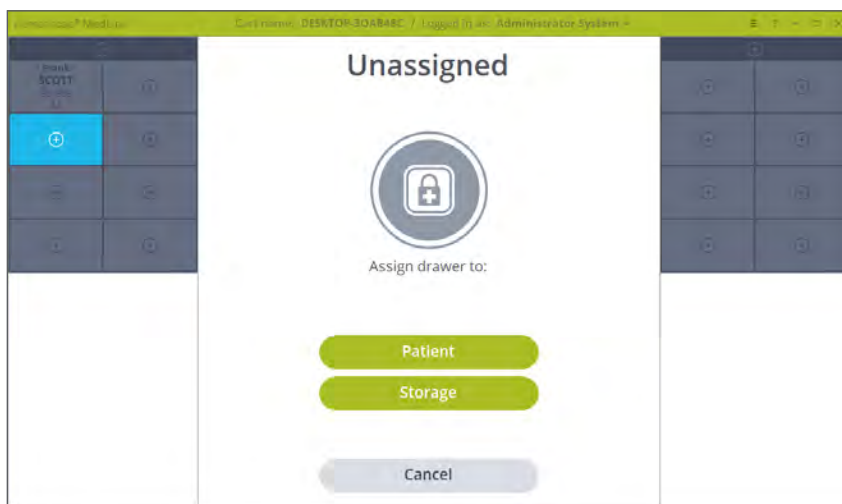 Cart name: DESKTOP-3OAB48C / Logged in as: Administrator System
Unassigned
SCOTT
Assign drawer to:
Patient
Storage
Cancel